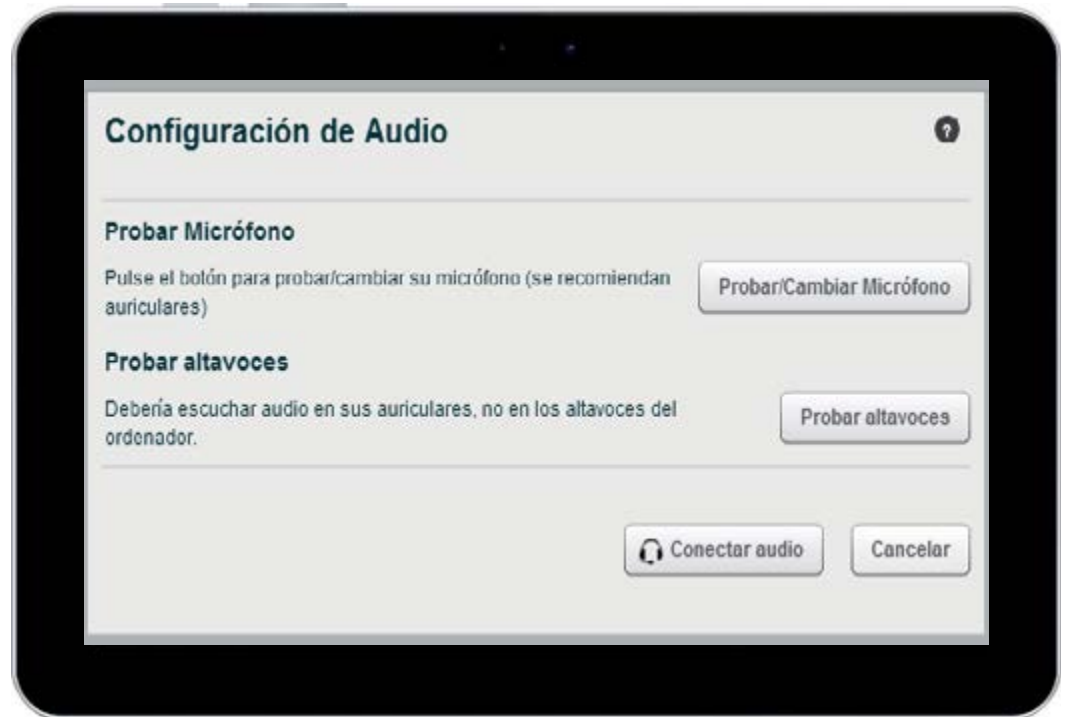 Configuración de Audio
?
Probar Micrófono
Pulse el botón para probar/cambiar su micrófono (se recomiendan
auriculares)
Probar/Cambiar Micrófono
Probar altavoces
Debería escuchar audio en sus auriculares, no en los altavoces del
ordenador.
Probar altavoces
Conectar audio
Cancelar